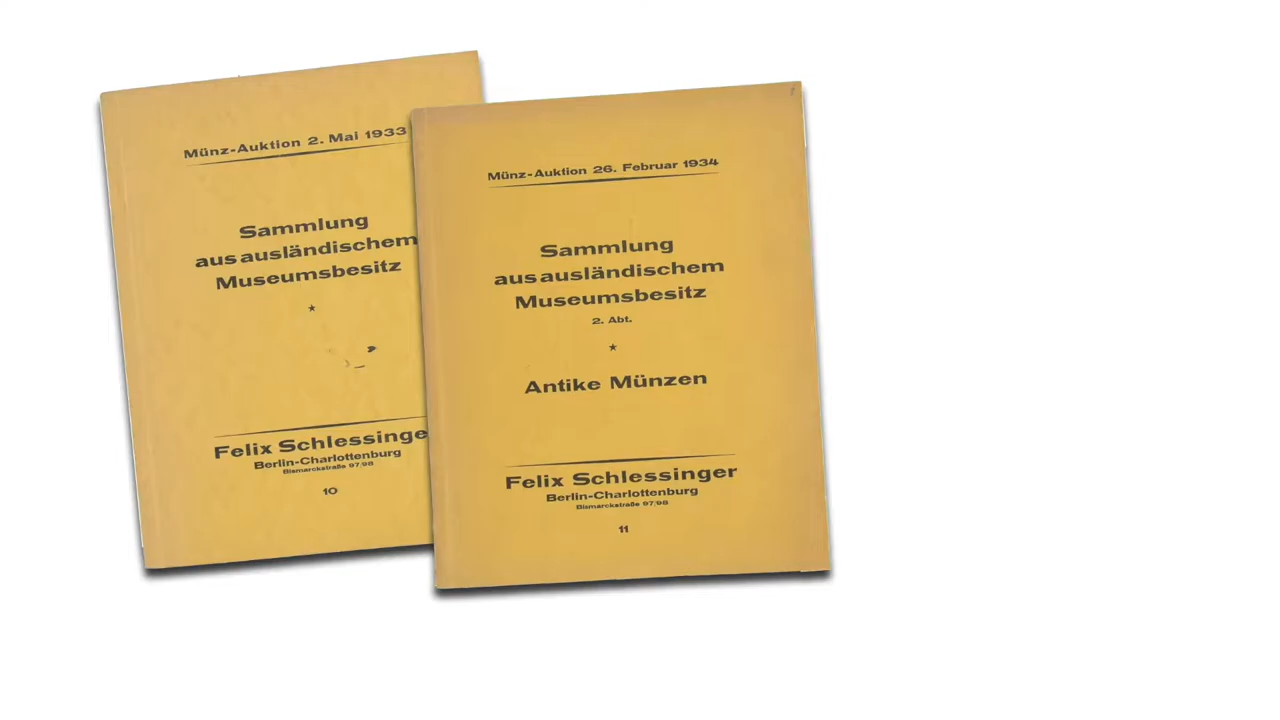 Münz-Auktion 2. Mai 1933
Sammlung
aus ausländischem
Museumsbesitz
Felix Schlessinge
Berlin-Charlottenburg
Bismarckstraße 97/98
10
Münz-Auktion 26. Februar 1934
Sammlung
aus ausländischem
Museumsbesitz
2. Abt.
Antike Münzen
Felix Schlessinger
Berlin-Charlottenburg
Bismarckstraße 97/98
11